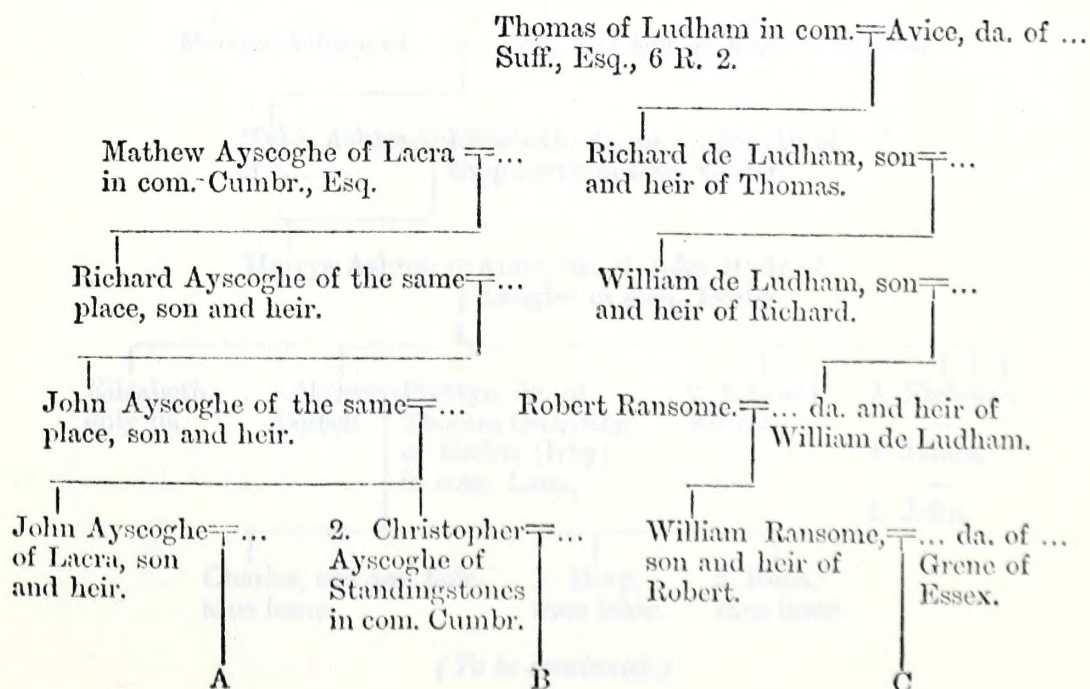 Thomas of Ludham in com.=Avice, da. of ...
Suff., Esq., 6 R. 2.
Mathew Ayscoghe of Lacra =...
in com. Cumbr., Esq.
Richard de Ludham, son=...
and heir of Thomas.
Richard Ayscoghe of the same=...
place, son and heir.
William de Ludham, son=...
and heir of Richard.
John Ayscoghe of the same=...
place, son and heir.
Robert Ransome.=... da. and heir of
William de Ludham.
John Ayscoghe=...
of Lacra, son
and heir.
2. Christopher=...
Ayscoghe of
Standingstones
in com. Cumbr.
William Ransome,=... da. of ...
son and heir of
Robert.
Grene of
Essex.
A
B
C